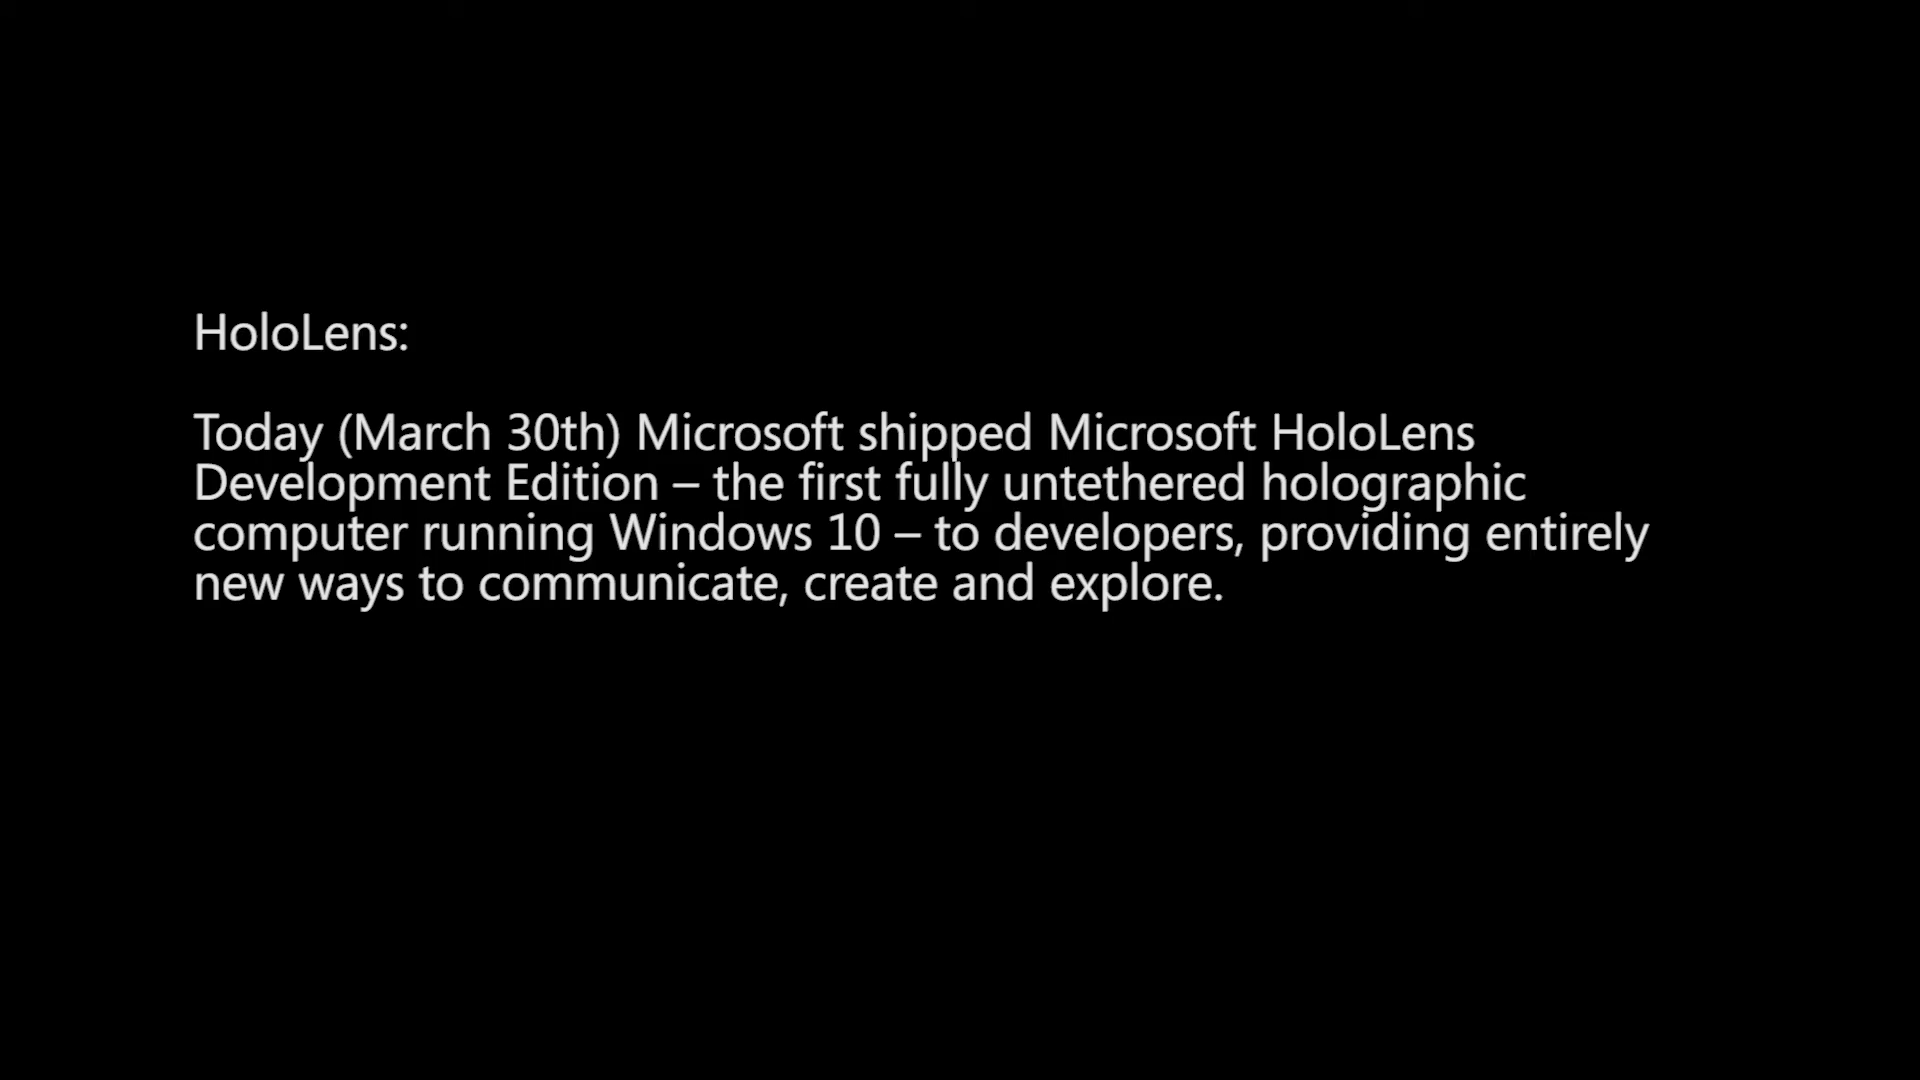 HoloLens:
Today (March 30th) Microsoft shipped Microsoft HoloLens
Development Edition – the first fully untethered holographic
computer running Windows 10 – to developers, providing entirely
new ways to communicate, create and explore.